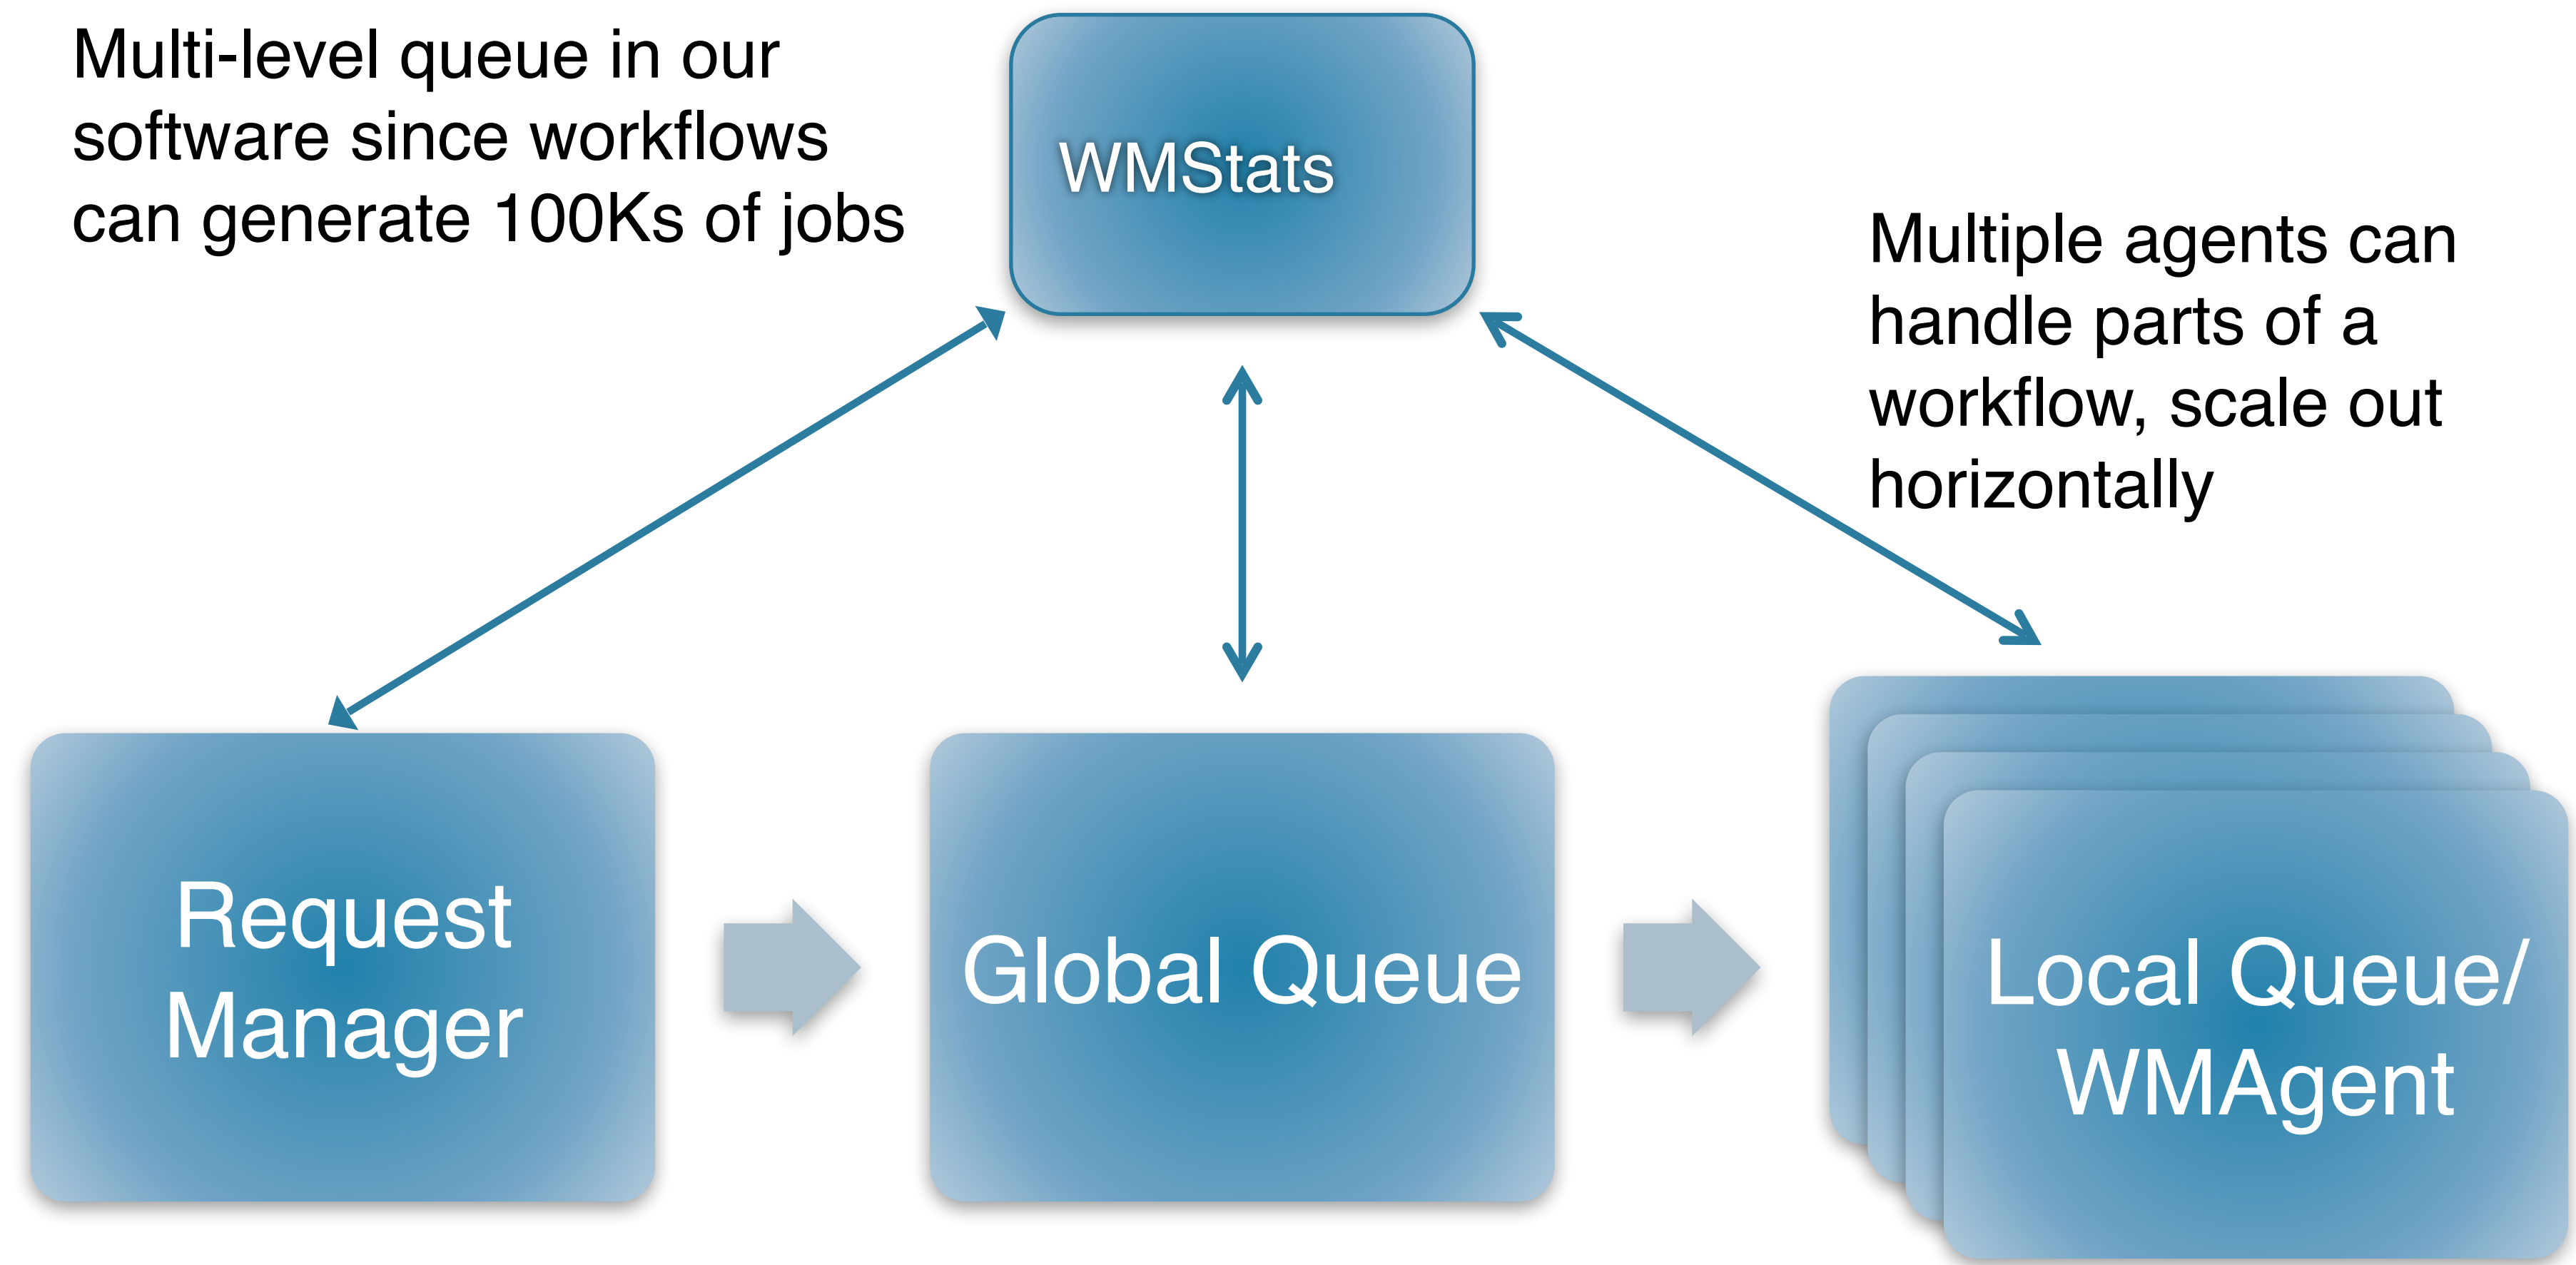 Multi-level queue in our
software since workflows
can generate 100Ks of jobs
WMStats
Multiple agents can
handle parts of a
workflow, scale out
horizontally
Request
Manager
Global Queue
Local Queue/
WMAgent